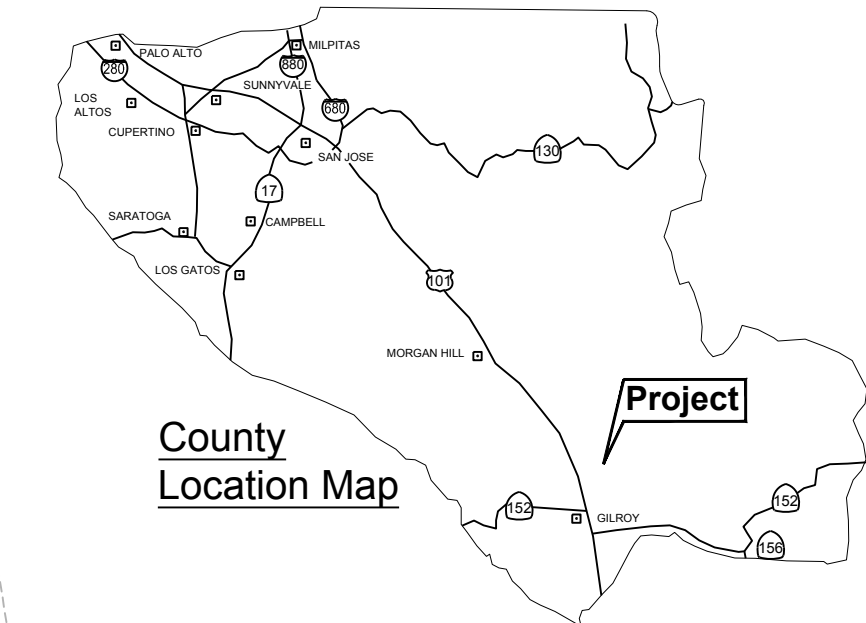 PALO ALTO
MILPITAS
280
880
SUNNYVALE
LOS
ALTOS
680
CUPERTINO
SAN JOSE
130
17
SARATOGA
CAMPBELL
LOS GATOS
101
MORGAN HILL
Project
County
Location Map
152
GILROY
152
156